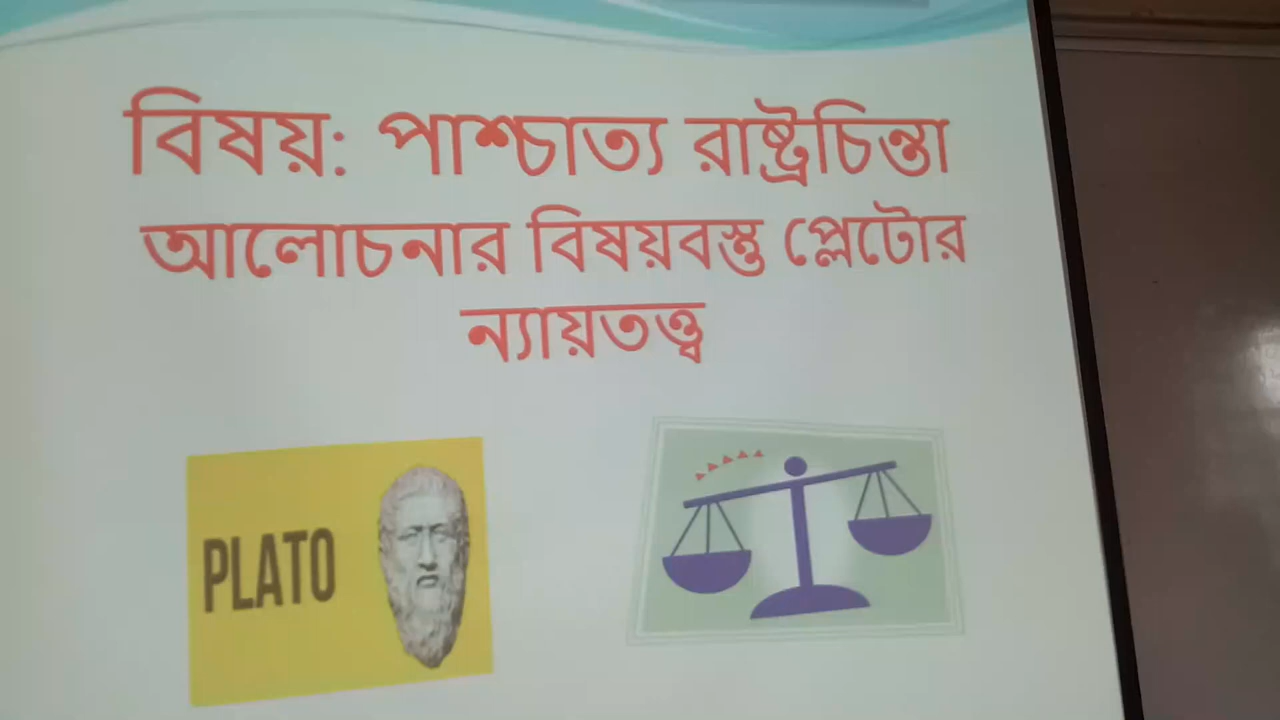 বিষয়: পাশ্চাত্য রাষ্ট্রচিন্তা
আলোচনার বিষয়বস্তু প্লেটোর
ন্যায়তত্ত্ব
PLATO